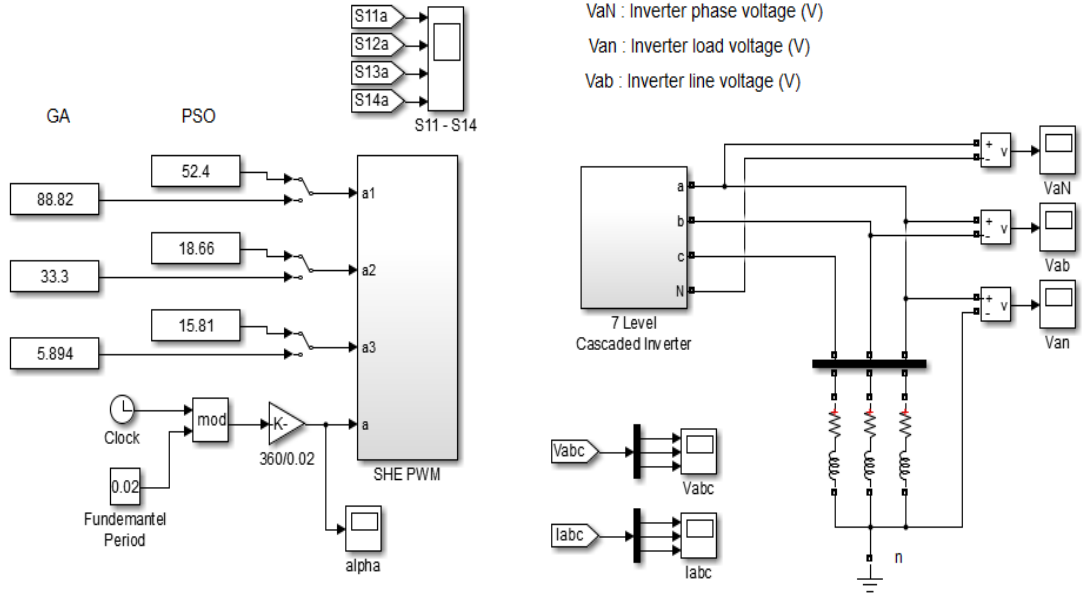 VaN : Inverter phase voltage (V)
Van : Inverter load voltage (V)
Vab : Inverter line voltage (V)
S11a
S12a
S13a
S14a
S11 - S14
GA
PSO
52.4
88.82
a1
18.66
33.3
a2
15.81
5.894
a3
Clock
mod
-K-
360/0.02
a
0.02
Fundemantel
Period
SHE PWM
alpha
a
b
c
N
7 Level
Cascaded Inverter
+
-
v
VaN
+
-
v
Vab
+
-
v
Van
Vabc
Vabc
Iabc
Iabc
n